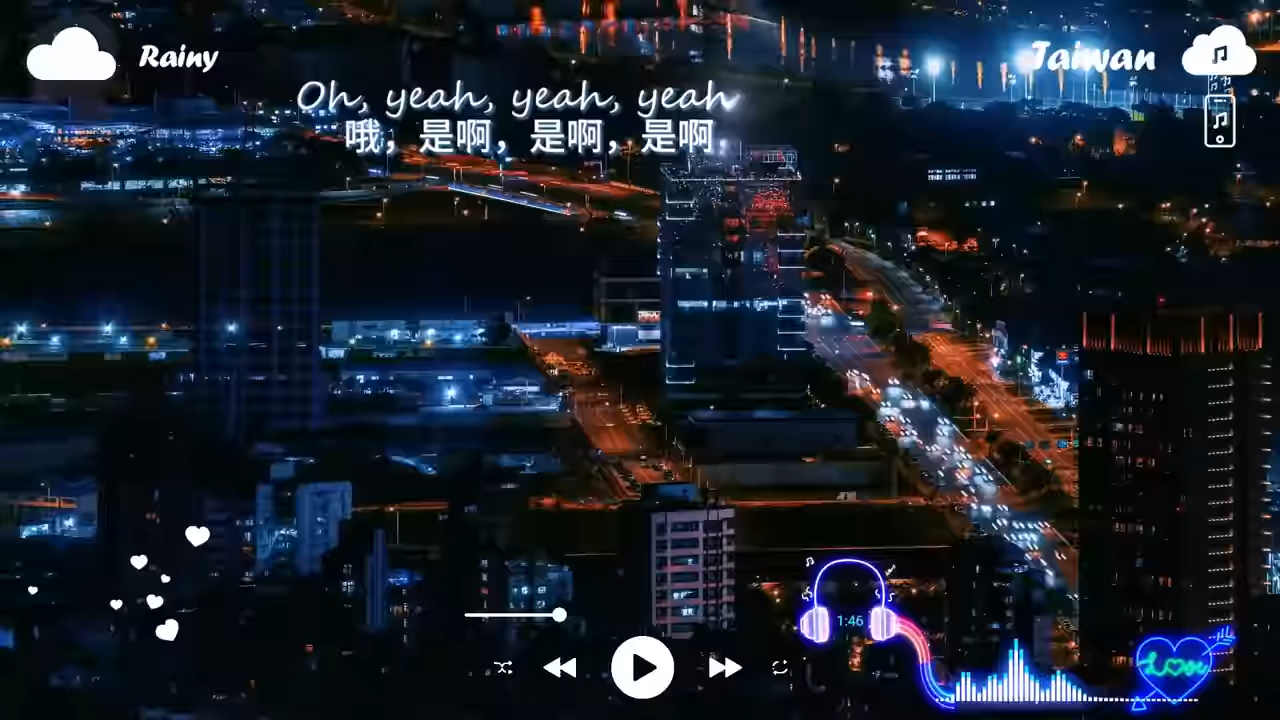 Rainy
Taiwan
Oh, yeah, yeah, yeah
哦，是啊，是啊，是啊
1:46
Love